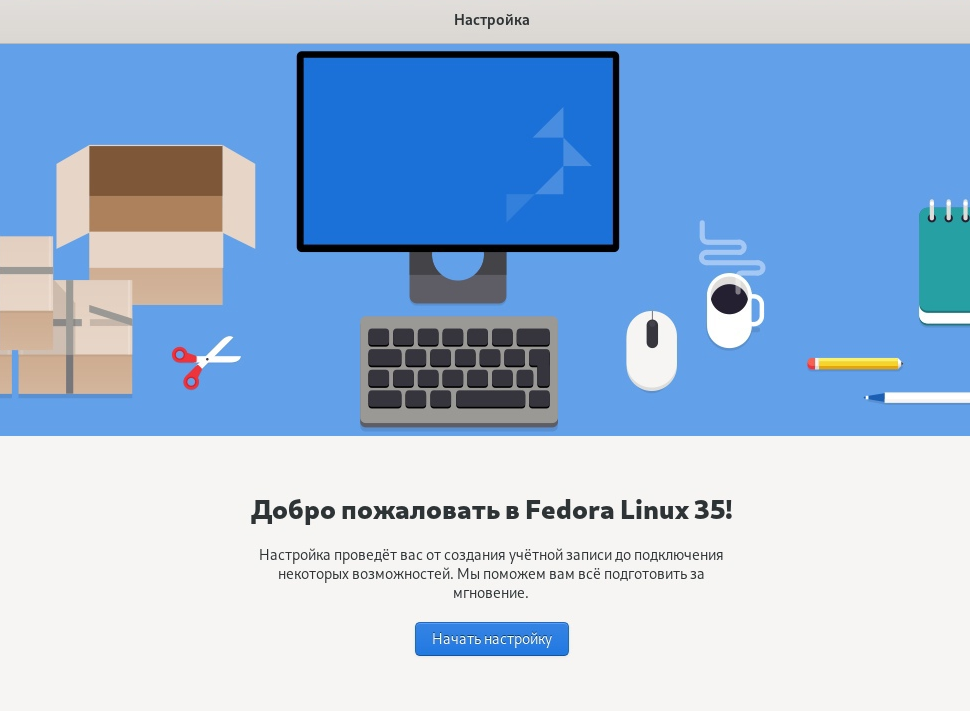 Настройка
Добро пожаловать в Fedora Linux 35!
Настройка проведёт вас от создания учётной записи до подключения
некоторых возможностей. Мы поможем вам всё подготовить за
мгновение.
Начать настройку